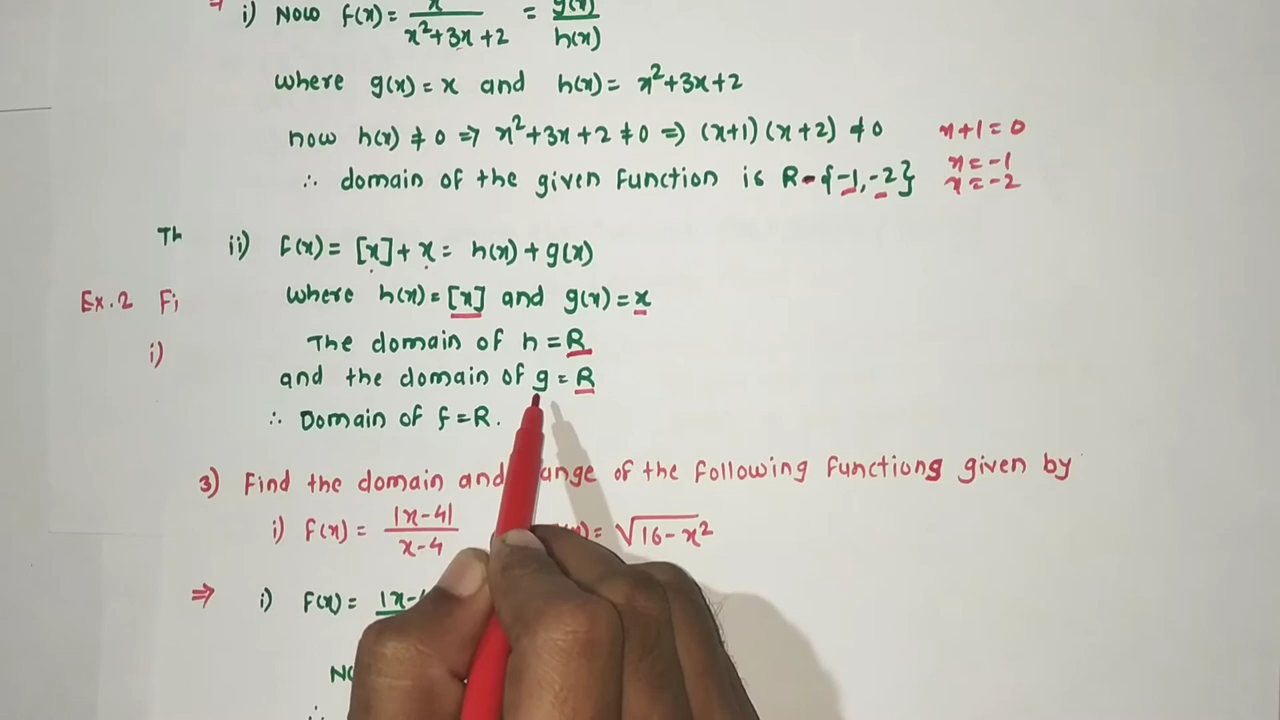 i) Now f(x) = x/x²+3x+2 = g(x)/h(x)
where g(x) = x and h(x) = x²+3x+2
now h(x) ≠ 0 ⇒ x²+3x+2 ≠ 0 ⇒ (x+1)(x+2) ≠ 0 x+1 = 0
x = -1
∴ domain of the given function is R-{-1,-2} x = -2
Th ii) f(x) = [x]+x = h(x)+g(x)
Ex.2 Fi where h(x) = [x] and g(x) = x
i) The domain of h = R
and the domain of g = R
∴ Domain of f = R.
3) Find the domain and range of the following functions given by
i) f(x) = |x-4|/x-4 = √16-x²
⇒ i) f(x) =